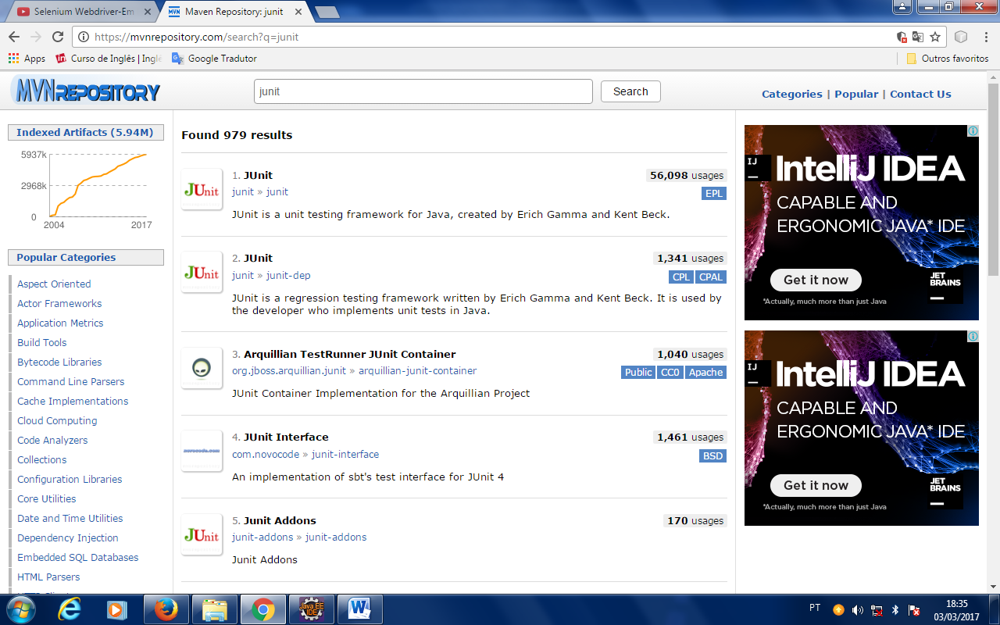 Selenium Webdriver-Em
Maven Repository: junit
https://mvnrepository.com/search?q=junit
Apps
Curso de Inglês | Inglê
Google Tradutor
Outros favoritos
MVNREPOSITORY
junit
Search
Categories | Popular | Contact Us
Indexed Artifacts (5.94M)
5937k
2968k
0
2004 2017
Popular Categories
Aspect Oriented
Actor Frameworks
Application Metrics
Build Tools
Bytecode Libraries
Command Line Parsers
Cache Implementations
Cloud Computing
Code Analyzers
Collections
Configuration Libraries
Core Utilities
Date and Time Utilities
Dependency Injection
Embedded SQL Databases
HTML Parsers
Found 979 results
JUnit
1. JUnit
56,098 usages
junit » junit
EPL
JUnit is a unit testing framework for Java, created by Erich Gamma and Kent Beck.
JUnit
2. JUnit
1,341 usages
junit » junit-dep
CPL CPAL
JUnit is a regression testing framework written by Erich Gamma and Kent Beck. It is used by
the developer who implements unit tests in Java.
3. Arquillian TestRunner JUnit Container
1,040 usages
org.jboss.arquillian.junit » arquillian-junit-container
Public CC0 Apache
JUnit Container Implementation for the Arquillian Project
novocode.com
4. JUnit Interface
1,461 usages
com.novocode » junit-interface
BSD
An implementation of sbt's test interface for JUnit 4
JUnit
5. Junit Addons
170 usages
junit-addons » junit-addons
Junit Addons
IJ
IntelliJ IDEA
CAPABLE AND
ERGONOMIC JAVA* IDE
Get it now
JET
BRAINS
*Actually, much more than just Java
IJ
IntelliJ IDEA
CAPABLE AND
ERGONOMIC JAVA* IDE
Get it now
JET
BRAINS
*Actually, much more than just Java
Java EE
IDE
PT
18:35
03/03/2017